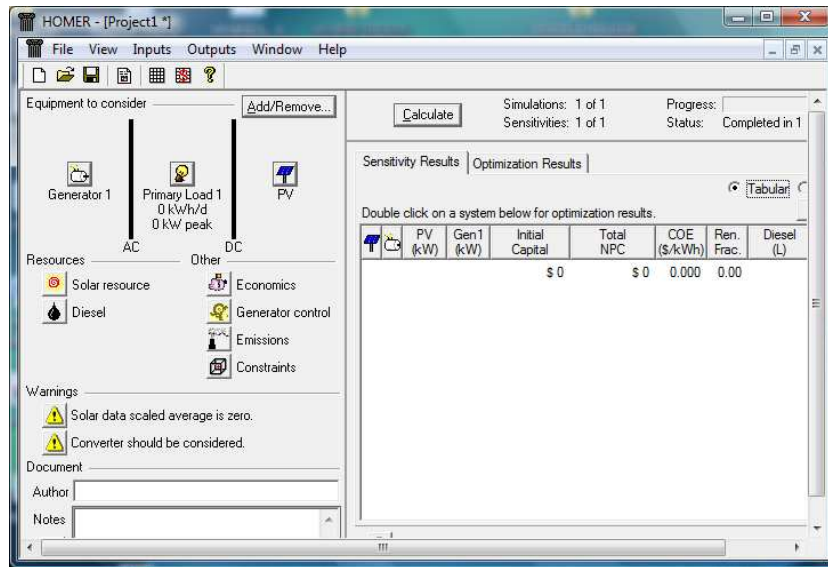 HOMER - [Project1 *]
File View Inputs Outputs Window Help
Equipment to consider
Add/Remove...
Generator 1
Primary Load 1
0 kWh/d
0 kW peak
PV
AC
DC
Resources
Other
Solar resource
Economics
Diesel
Generator control
Emissions
Constraints
Warnings
Solar data scaled average is zero.
Converter should be considered.
Document
Author
Notes
Calculate
Simulations: 1 of 1
Progress:
Sensitivities: 1 of 1
Status: Completed in 1
Sensitivity Results
Optimization Results
Tabular
Double click on a system below for optimization results.
PV (kW)
Gen1 (kW)
Initial Capital
Total NPC
COE ($/kWh)
Ren. Frac.
Diesel (L)
$ 0 $ 0 0.000 0.00